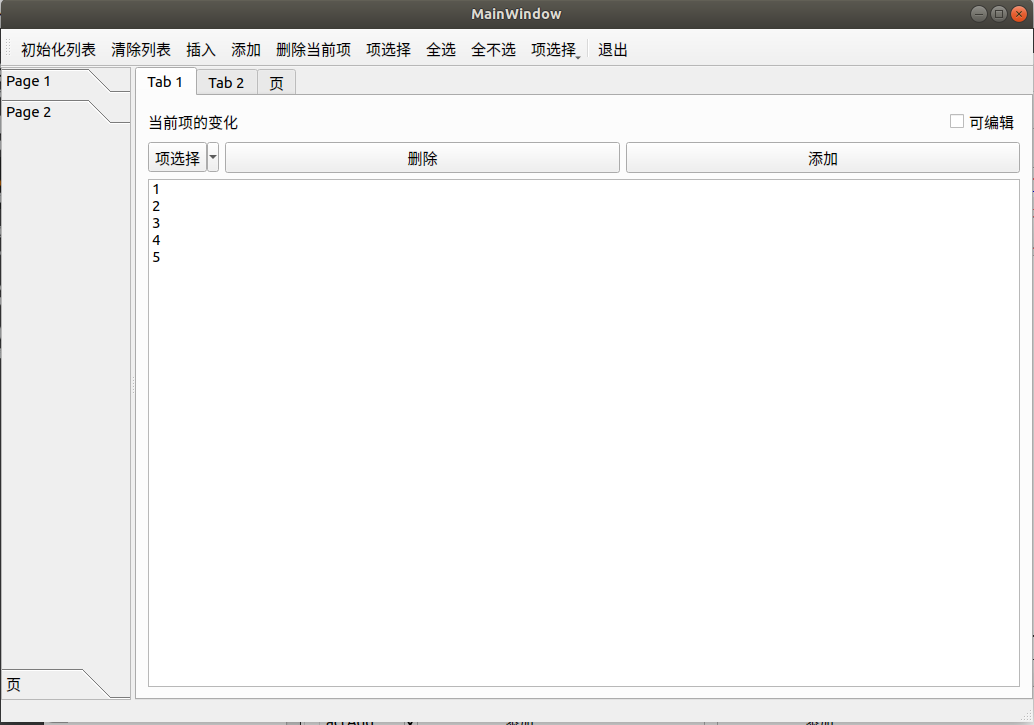 MainWindow
初始化列表 清除列表 插入 添加 删除当前项 项选择 全选 全不选 项选择 退出
Page 1
Page 2
页
Tab 1 Tab 2 页
当前项的变化 可编辑
项选择 删除 添加
1
2
3
4
5